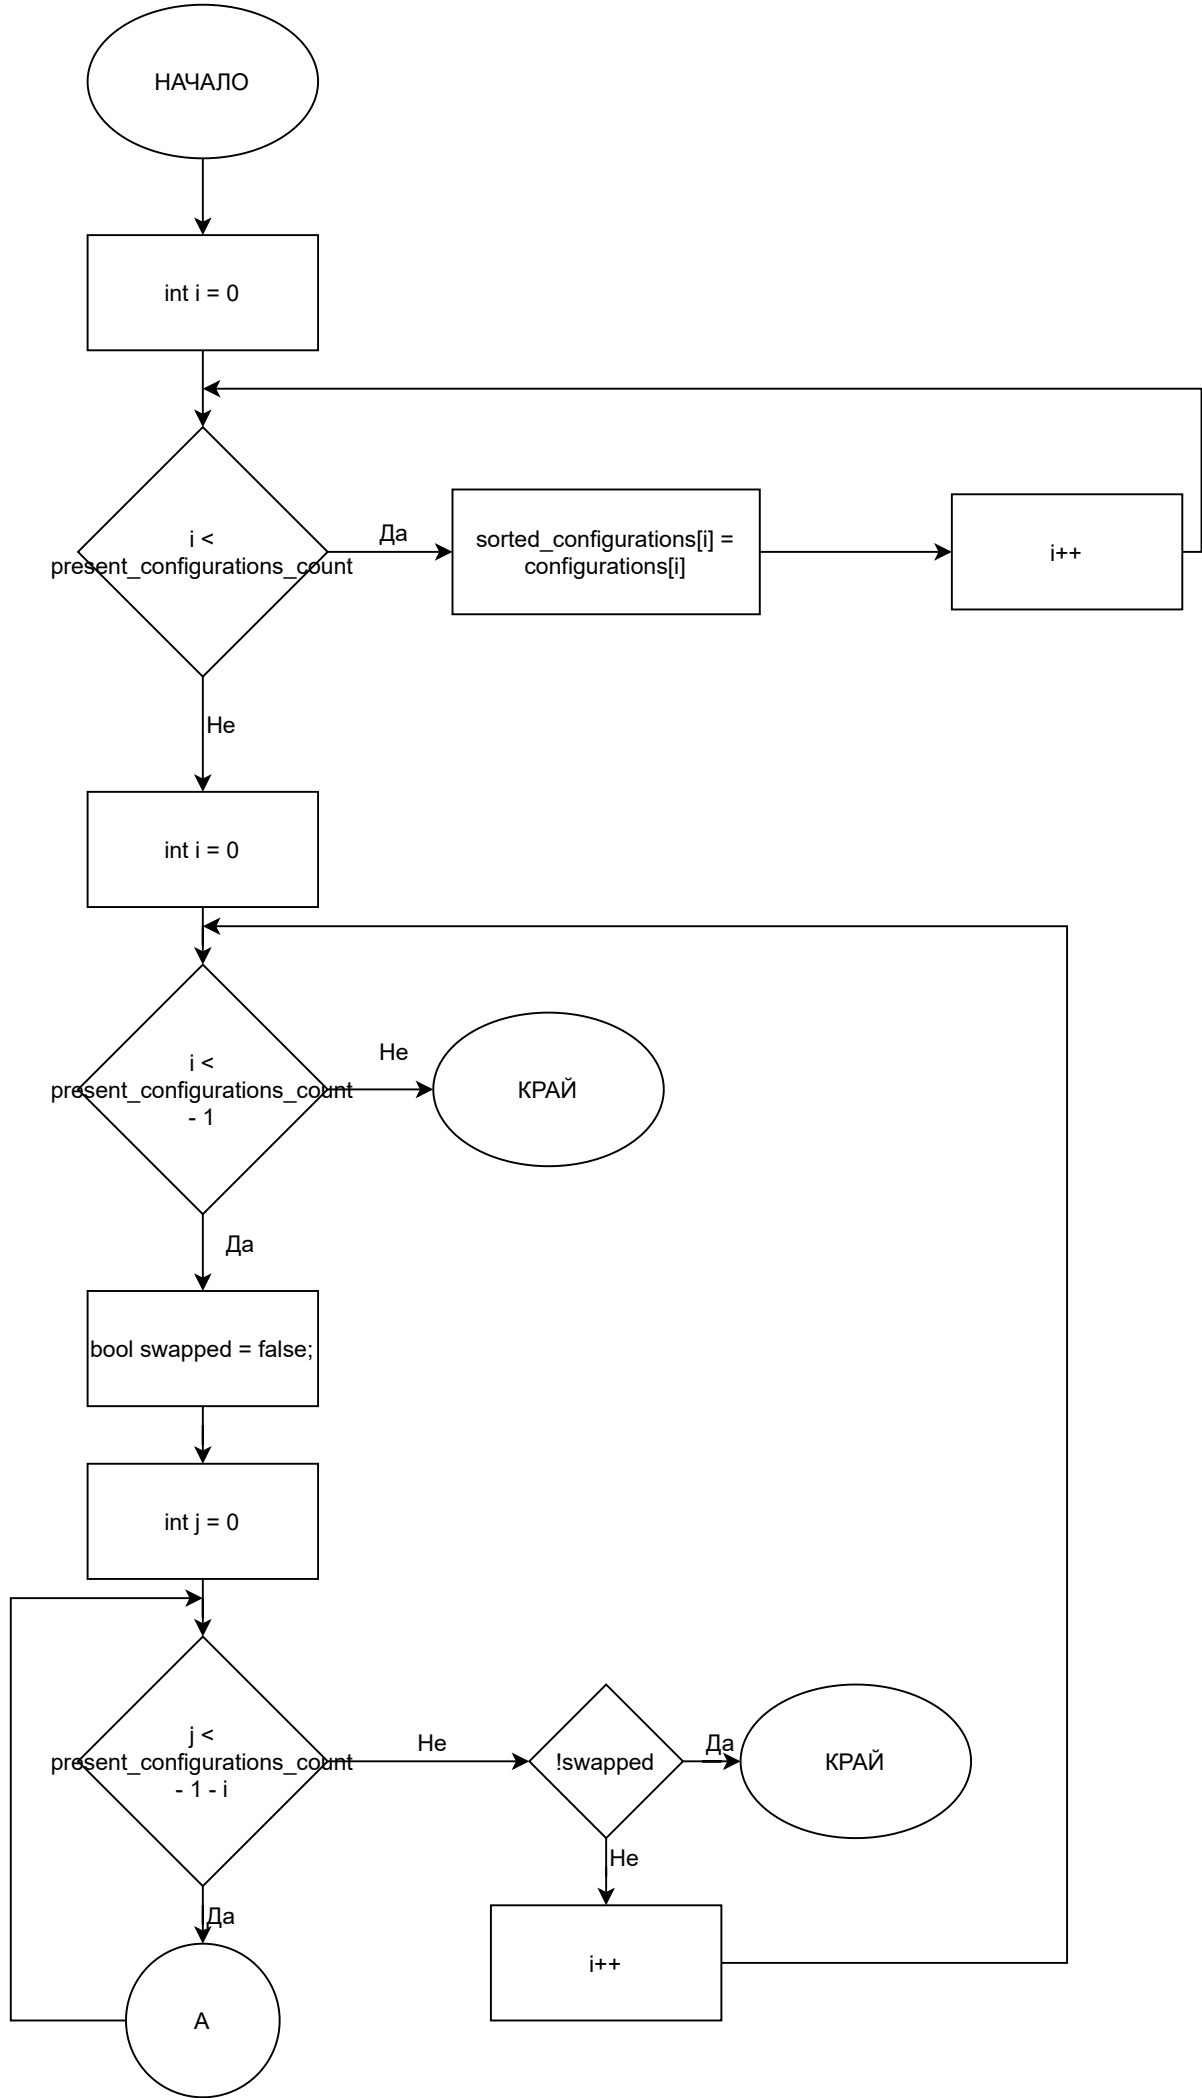 НАЧАЛО
int i = 0
i <
present_configurations_count
Да
sorted_configurations[i] =
configurations[i]
i++
Не
int i = 0
i <
present_configurations_count
- 1
Не
КРАЙ
Да
bool swapped = false;
int j = 0
j <
present_configurations_count
- 1 - i
Не
!swapped
Да
КРАЙ
Не
Да
i++
A